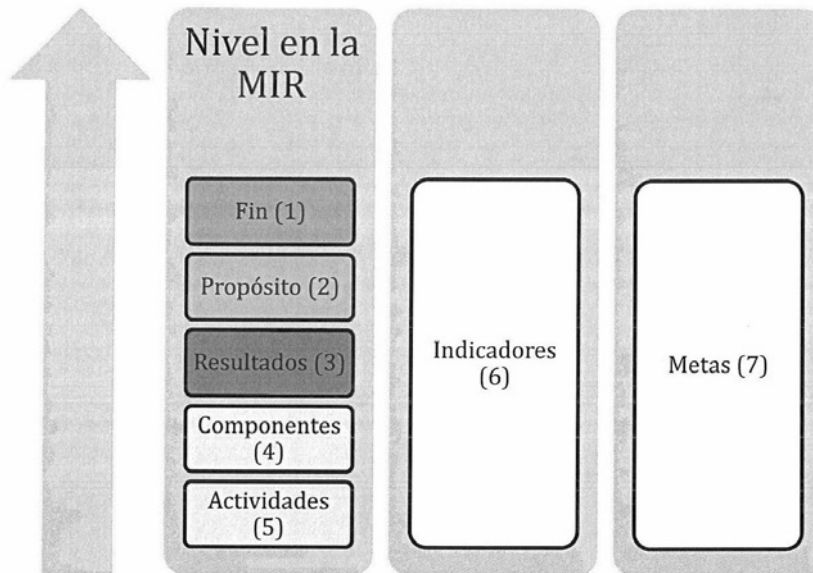 Nivel en la
MIR
Fin (1)
Propósito (2)
Resultados (3)
Componentes
(4)
Actividades
(5)
Indicadores
(6)
Metas (7)